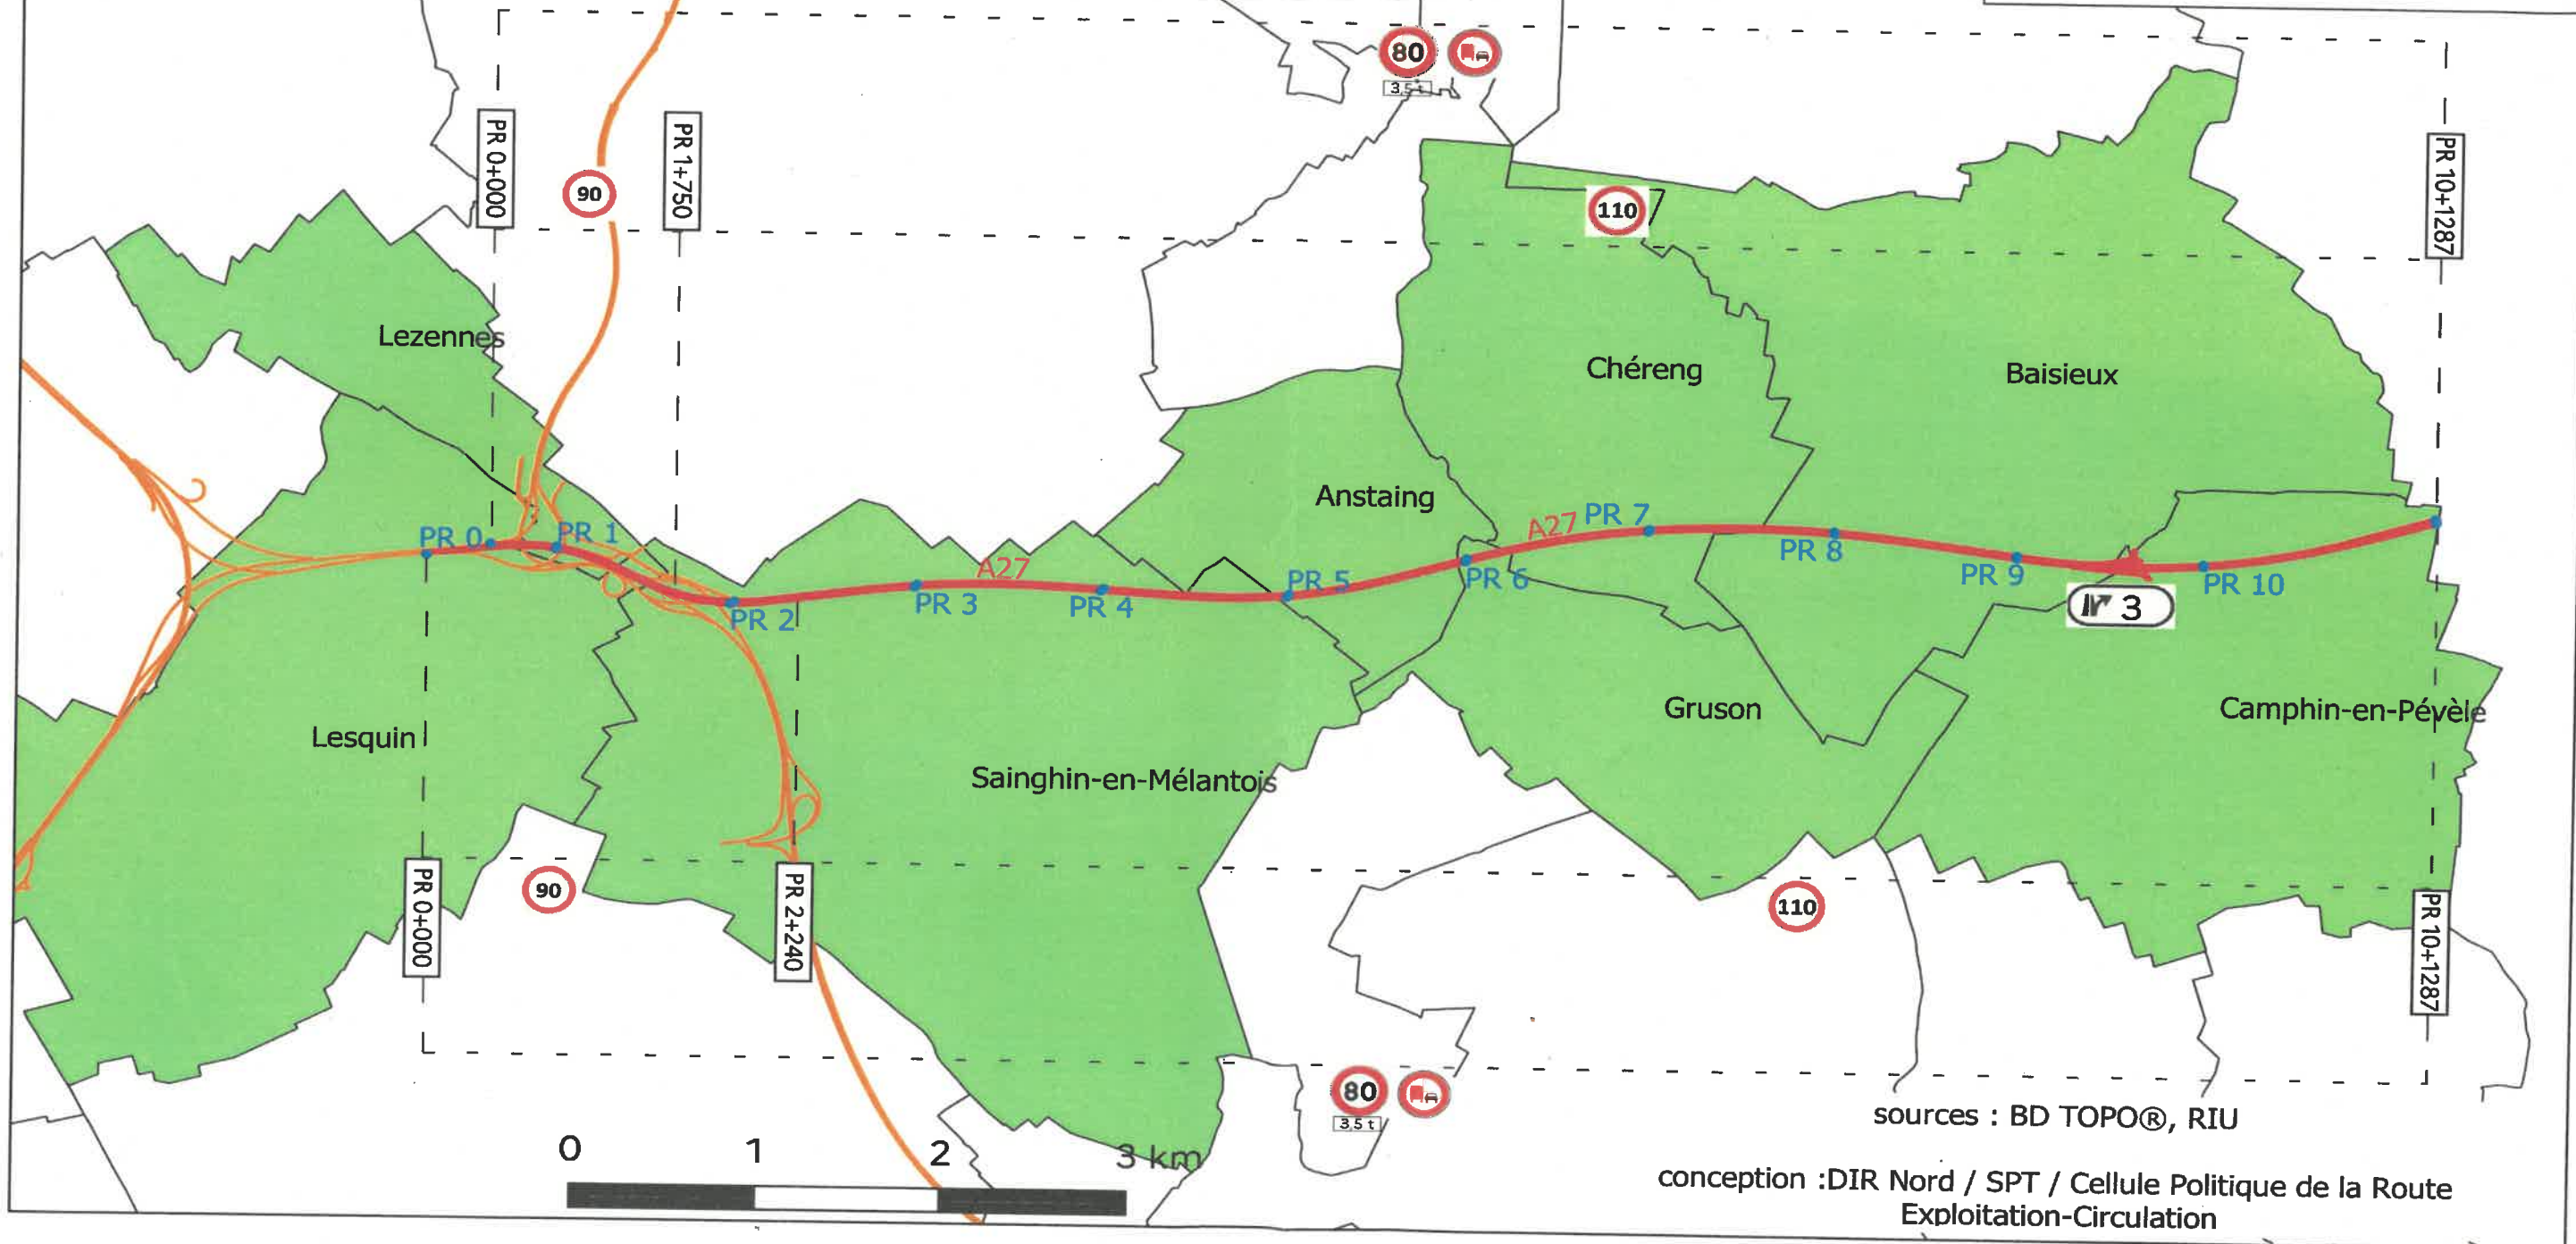 80
3,5 t
PR 0+000
90
PR 1+750
110
PR 10+1287
Lezennes
Chéreng
Baisieux
Anstaing
PR 0
PR 1
A27
PR 2
PR 3
PR 4
PR 5
PR 6
A27
PR 7
PR 8
PR 9
PR 10
3
Lesquin
Sainghin-en-Mélantois
Gruson
Camphin-en-Pévèle
PR 0+000
90
PR 2+240
110
PR 10+1287
80
3,5 t
0 1 2 3 km
sources : BD TOPO®, RIU
conception :DIR Nord / SPT / Cellule Politique de la Route
Exploitation-Circulation